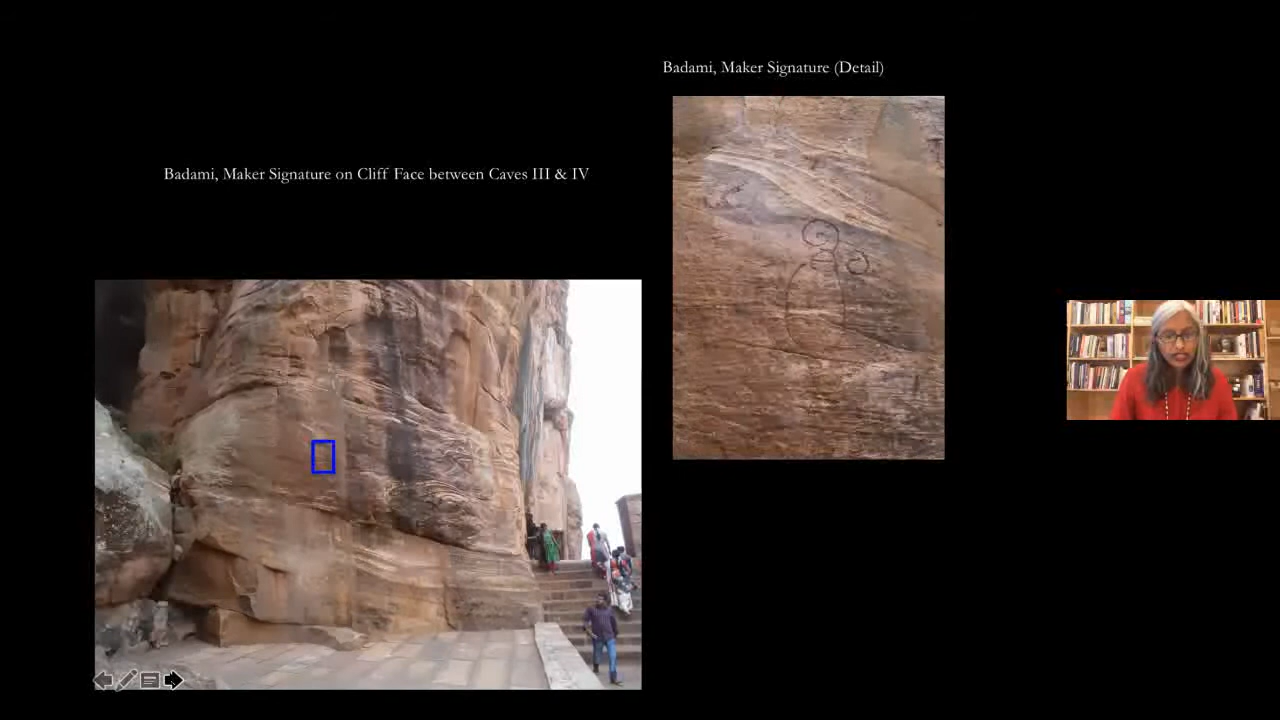 Badami, Maker Signature (Detail)
Badami, Maker Signature on Cliff Face between Caves III & IV